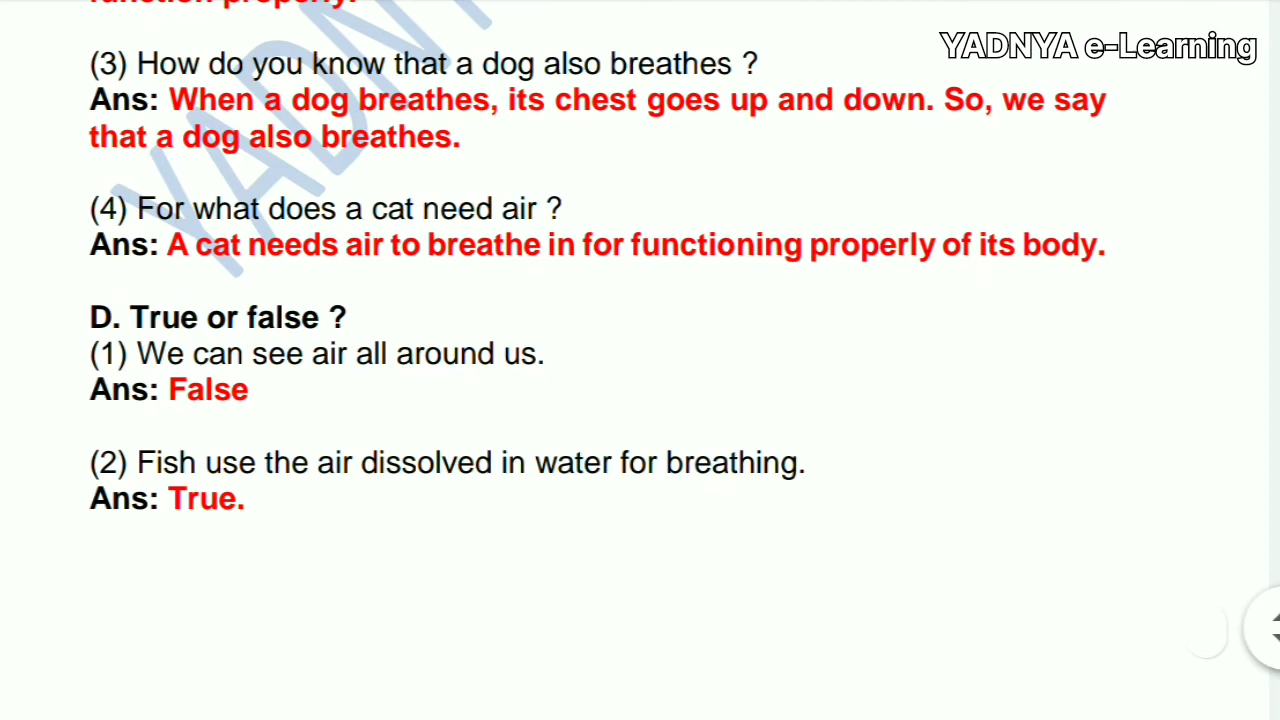 function properly.
YADNYA e-Learning
(3) How do you know that a dog also breathes ?
Ans: When a dog breathes, its chest goes up and down. So, we say
that a dog also breathes.
(4) For what does a cat need air ?
Ans: A cat needs air to breathe in for functioning properly of its body.
D. True or false ?
(1) We can see air all around us.
Ans: False
(2) Fish use the air dissolved in water for breathing.
Ans: True.
YADN